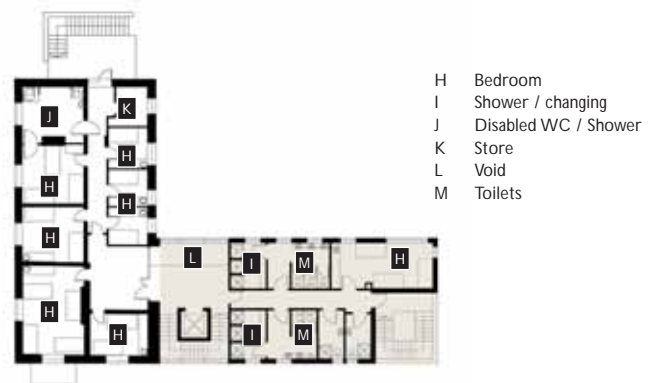 K
J
H
H
H
H
L
I
M
H
H
H
I
M
H Bedroom
I Shower / changing
J Disabled WC / Shower
K Store
L Void
M Toilets